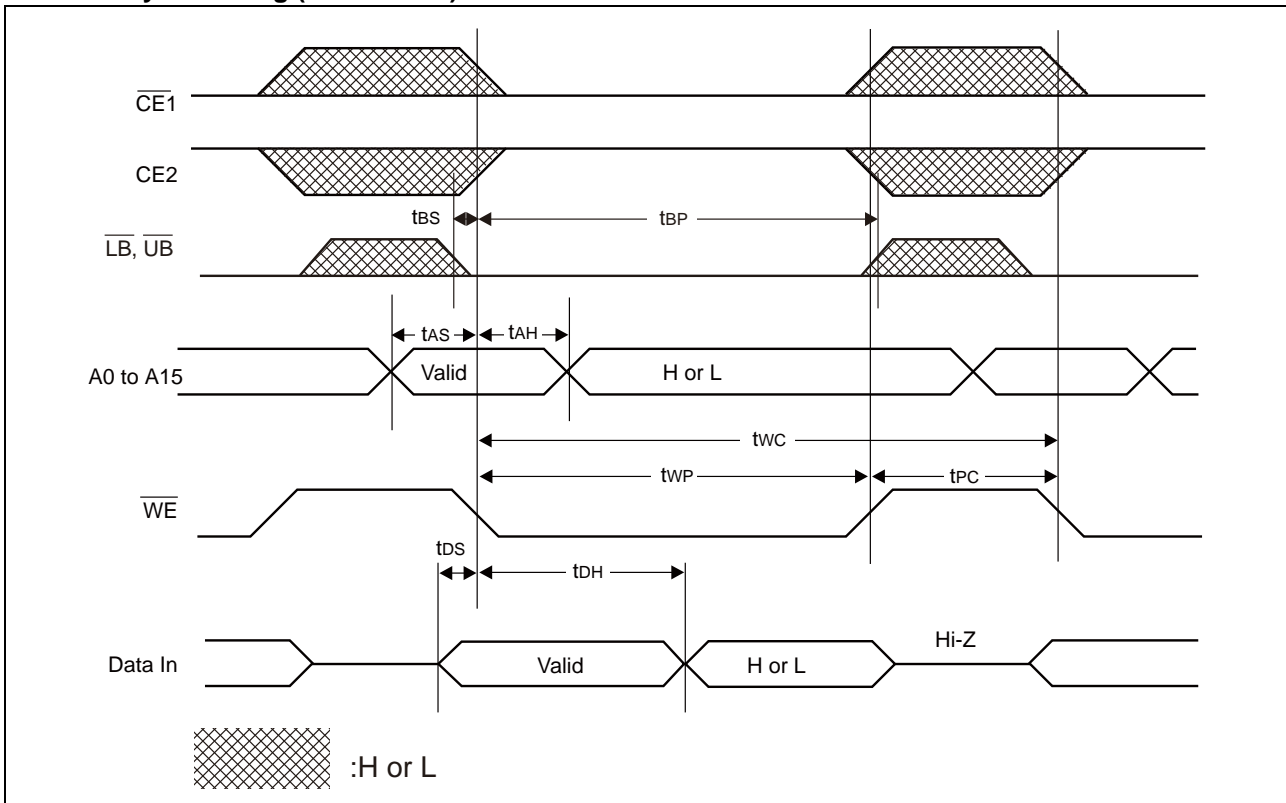 CE1
CE2
tBS
tBP
LB, UB
tAS
tAH
A0 to A15
Valid
H or L
tWC
tWP
tPC
WE
tDS
tDH
Hi-Z
Data In
Valid
H or L
:H or L